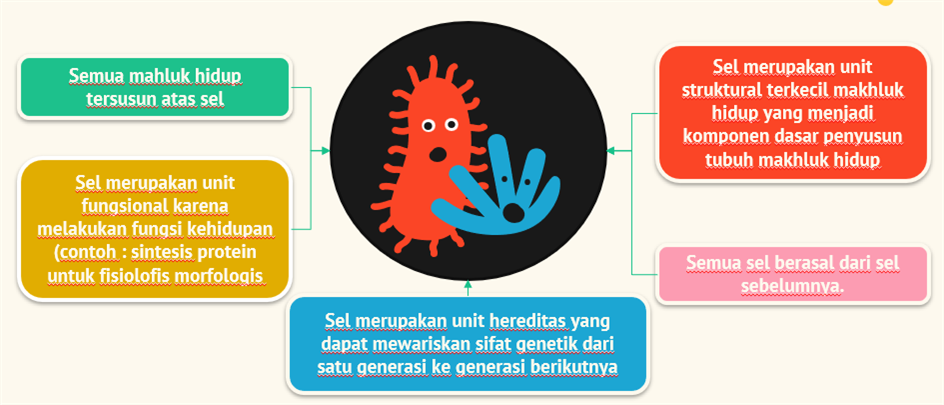 Semua mahluk hidup
tersusun atas sel
Sel merupakan unit
fungsional karena
melakukan fungsi kehidupan
(contoh : sintesis protein
untuk fisiolofis morfologis
Sel merupakan unit
struktural terkecil makhluk
hidup yang menjadi
komponen dasar penyusun
tubuh makhluk hidup
Semua sel berasal dari sel
sebelumnya.
Sel merupakan unit hereditas yang
dapat mewariskan sifat genetik dari
satu generasi ke generasi berikutnya